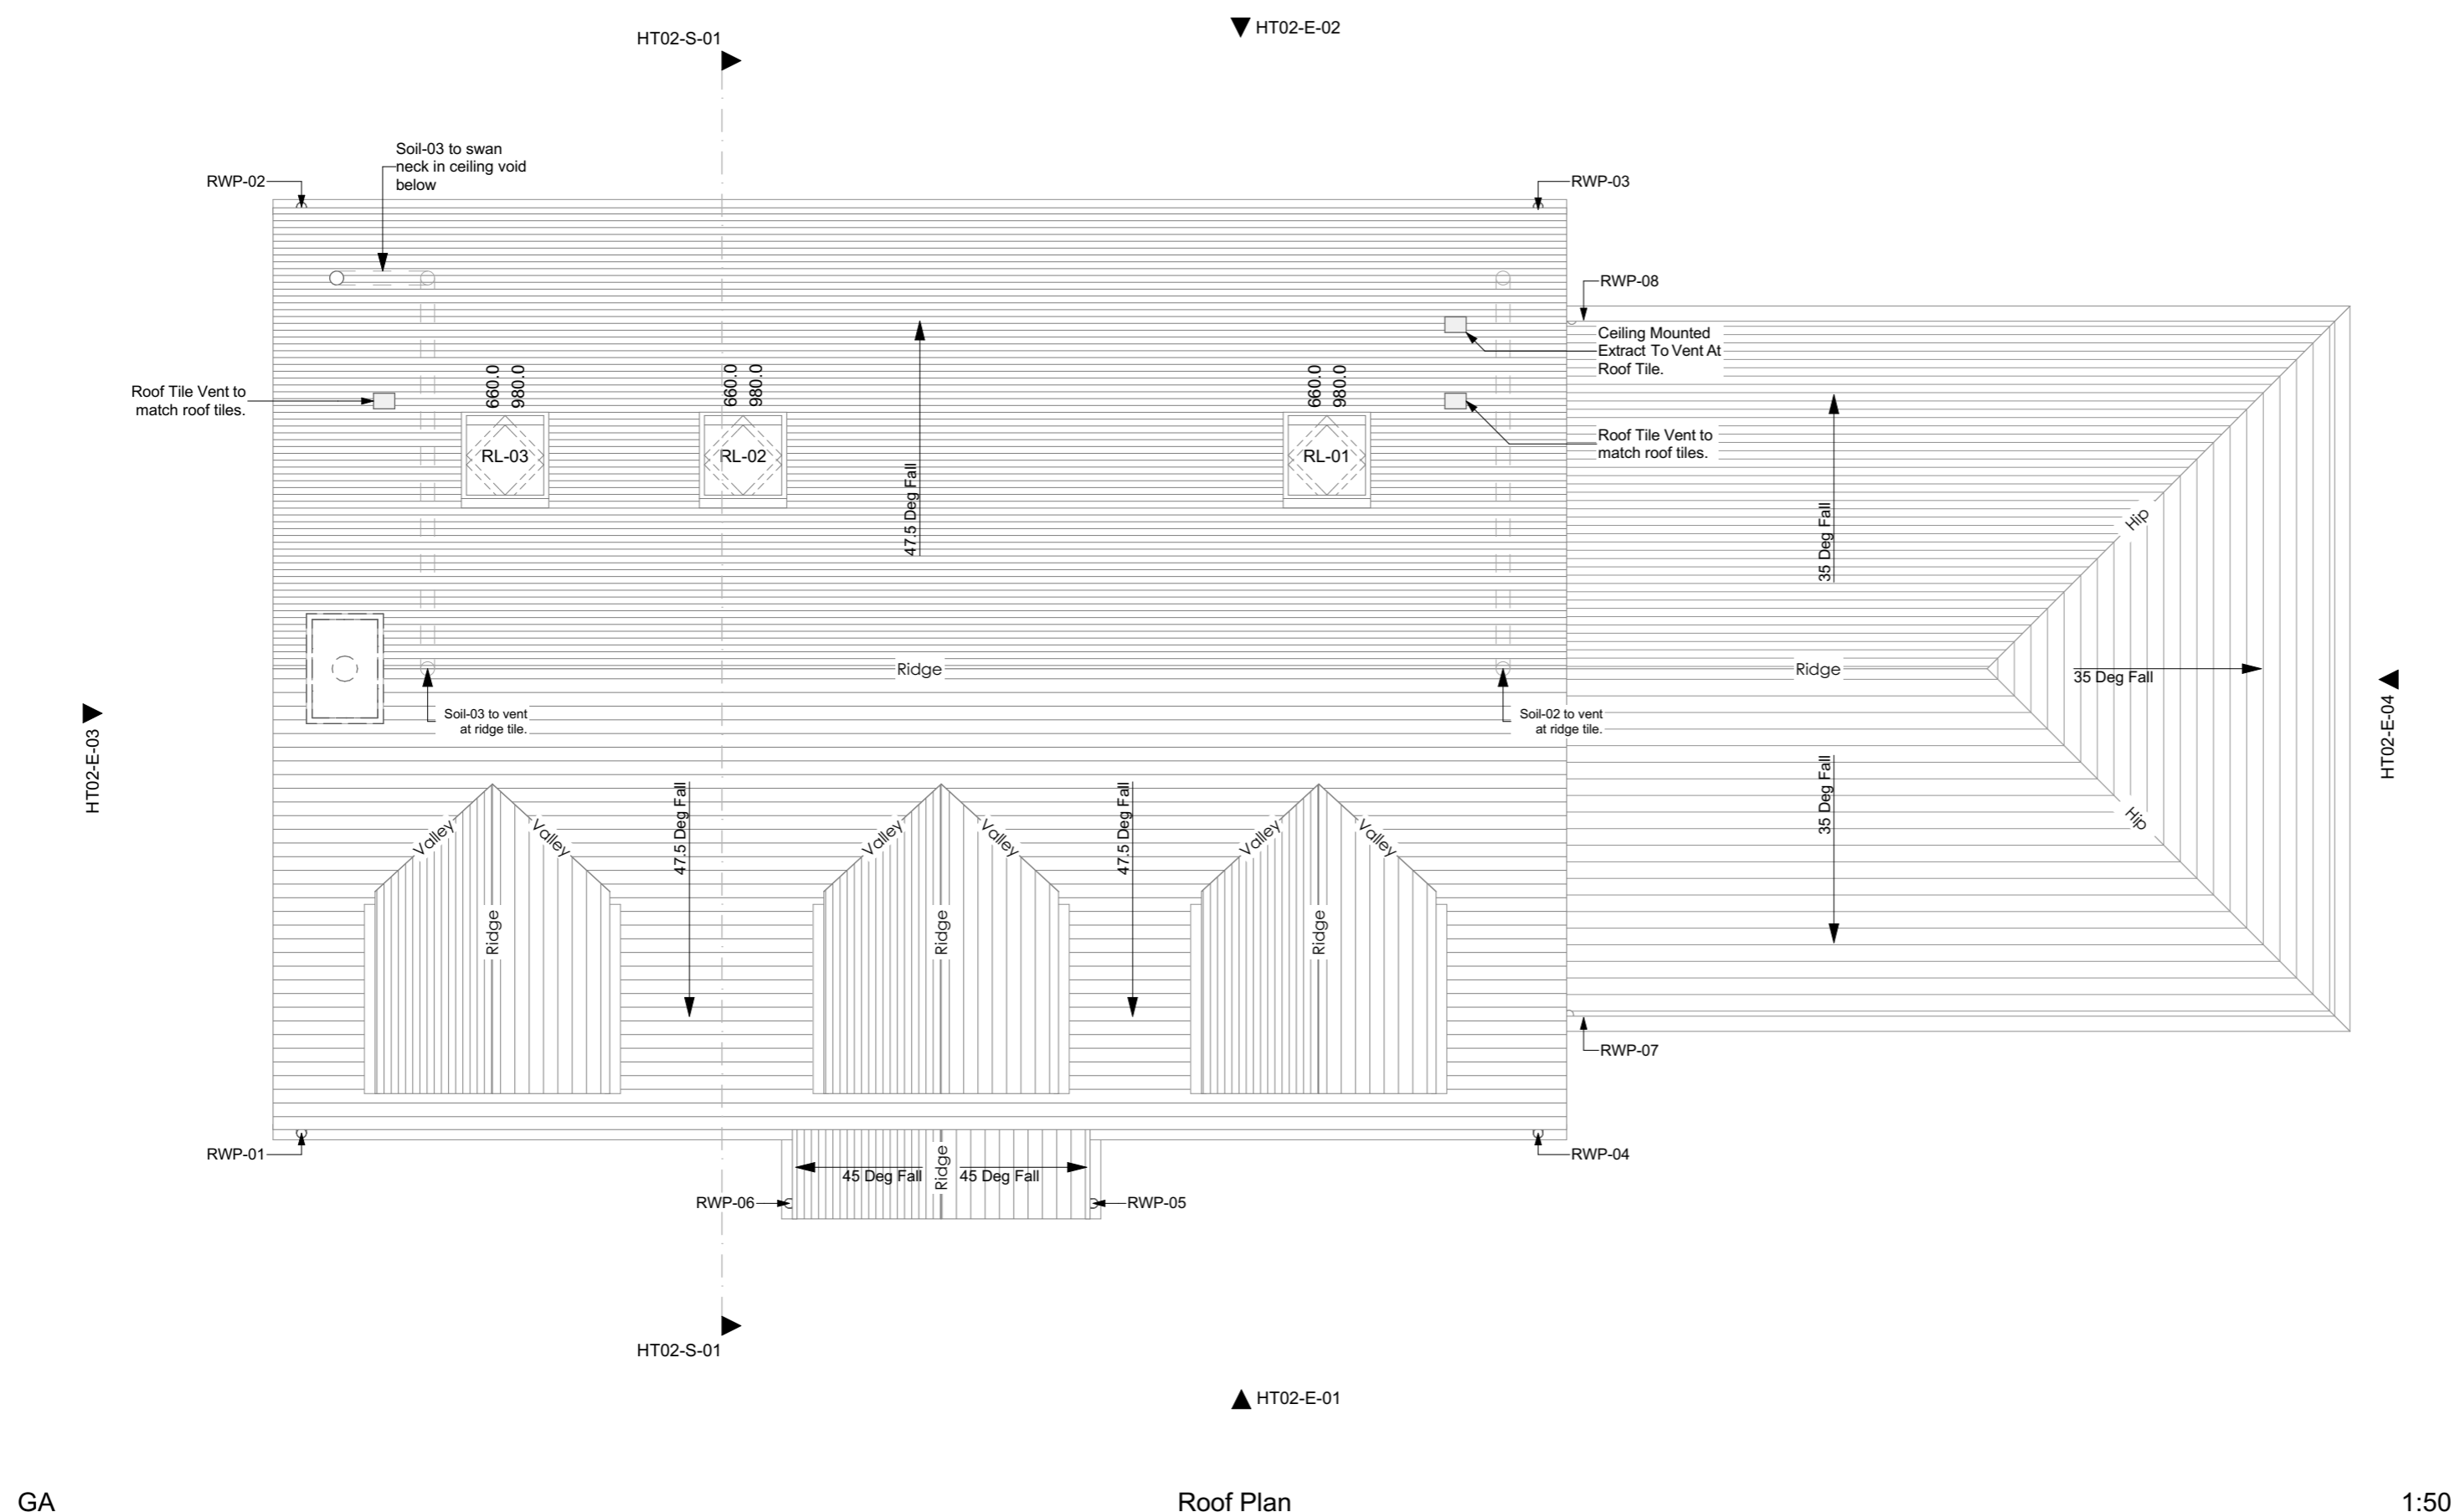 HT02-E-02
HT02-S-01
Soil-03 to swan
neck in ceiling void
below
RWP-02
RWP-03
RWP-08
Ceiling Mounted
Extract To Vent At
Roof Tile.
Roof Tile Vent to
match roof tiles.
660.0
980.0
660.0
980.0
660.0
980.0
RL-03
RL-02
RL-01
Roof Tile Vent to
match roof tiles.
47.5 Deg Fall
35 Deg Fall
Hip
Ridge
Ridge
35 Deg Fall
HT02-E-03
HT02-E-04
Soil-03 to vent
at ridge tile.
Soil-02 to vent
at ridge tile.
47.5 Deg Fall
47.5 Deg Fall
35 Deg Fall
Hip
Valley
Valley
Valley
Valley
Valley
Valley
Ridge
Ridge
Ridge
RWP-07
RWP-01
RWP-04
45 Deg Fall
Ridge
45 Deg Fall
RWP-06
RWP-05
HT02-S-01
HT02-E-01
GA
Roof Plan
1:50